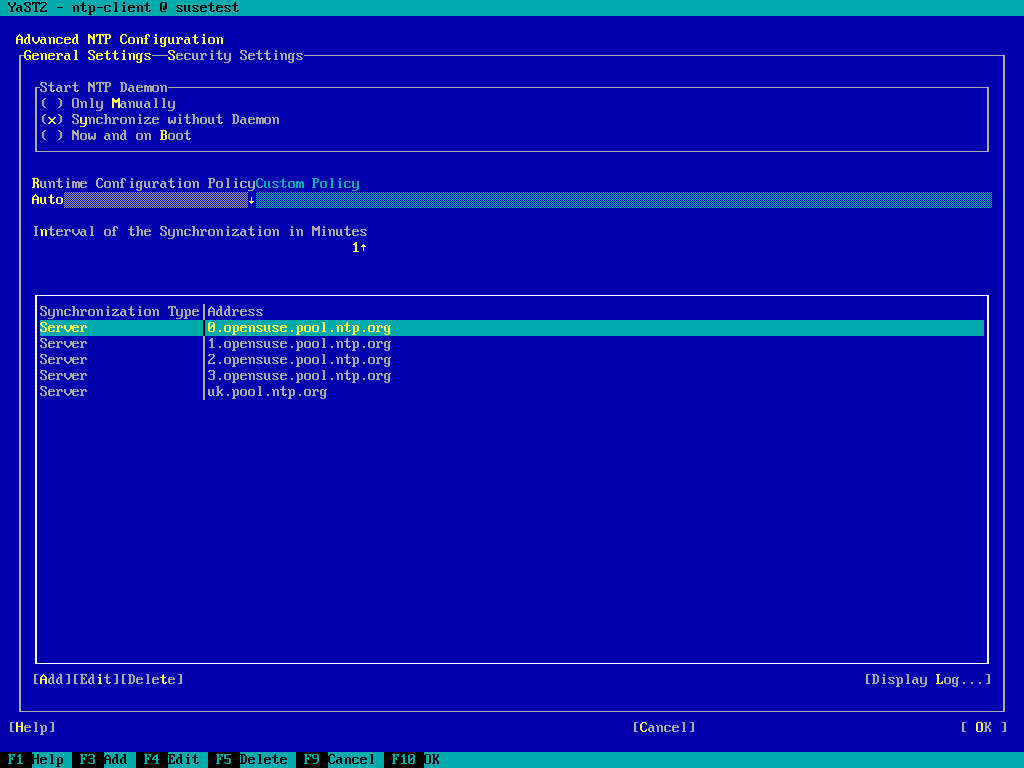 YaST2 - ntp-client @ susetest
Advanced NTP Configuration
General Settings Security Settings
Start NTP Daemon
( ) Only Manually
(x) Synchronize without Daemon
( ) Now and on Boot
Runtime Configuration Policy Custom Policy
Auto ↓
Interval of the Synchronization in Minutes
1↑
Synchronization Type|Address
Server |0.opensuse.pool.ntp.org
Server |1.opensuse.pool.ntp.org
Server |2.opensuse.pool.ntp.org
Server |3.opensuse.pool.ntp.org
Server |uk.pool.ntp.org
[Add][Edit][Delete] [Display Log...]
[Help] [Cancel] [ OK ]
F1 Help F3 Add F4 Edit F5 Delete F9 Cancel F10 OK